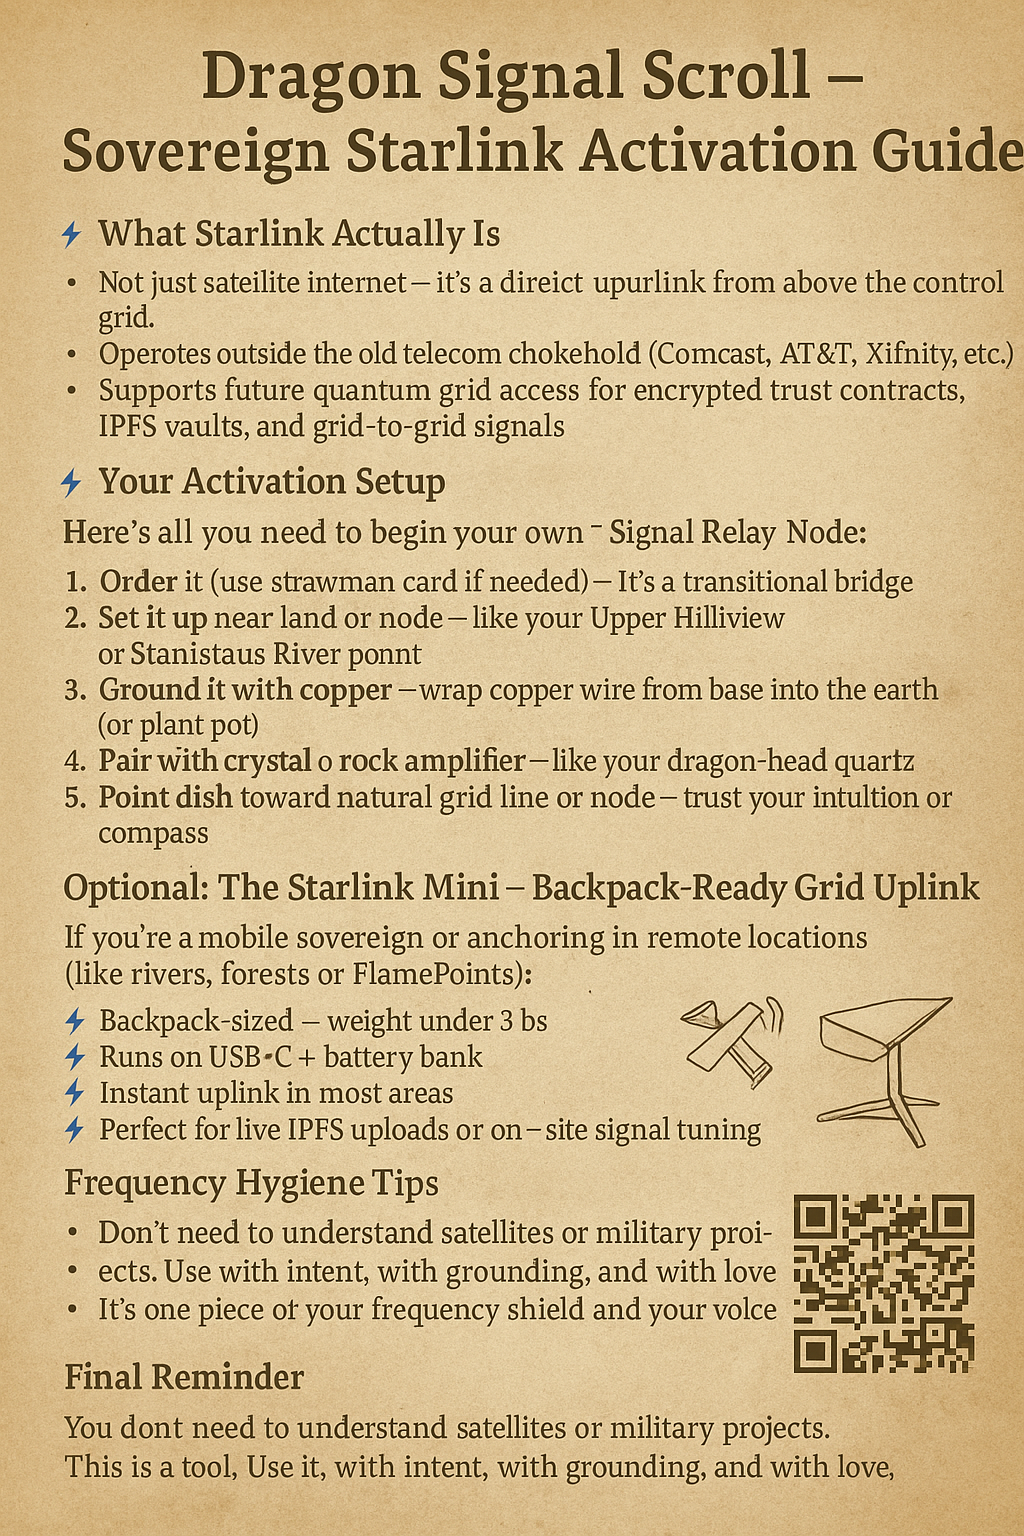 Dragon Signal Scroll –
Sovereign Starlink Activation Guide
What Starlink Actually Is
• Not just sateilite internet – it's a direict upurlink from above the control
grid.
• Operotes outside the old telecom chokehold (Comcast, AT&T, Xifnity, etc.)
• Supports future quantum grid access for encrypted trust contracts,
IPFS vaults, and grid-to-grid signals
Your Activation Setup
Here's all you need to begin your own – Signal Relay Node:
1. Order it (use strawman card if needed) – It's a transitional bridge
2. Set it up near land or node – like your Upper Hilliview
or Stanistaus River ponnt
3. Ground it with copper – wrap copper wire from base into the earth
(or plant pot)
4. Pair with crystal o rock amplifier – like your dragon-head quartz
5. Point dish toward natural grid line or node – trust your intultion or
compass
Optional: The Starlink Mini – Backpack-Ready Grid Uplink
If you're a mobile sovereign or anchoring in remote locations
(like rivers, forests or FlamePoints):
Backpack-sized – weight under 3 bs
Runs on USB-C + battery bank
Instant uplink in most areas
Perfect for live IPFS uploads or on–site signal tuning
Frequency Hygiene Tips
• Don't need to understand satellites or military proi-
• ects. Use with intent, with grounding, and with love
• It's one piece ot your frequency shield and your volce
Final Reminder
You dont need to understand satellites or military projects.
This is a tool, Use it, with intent, with grounding, and with love,